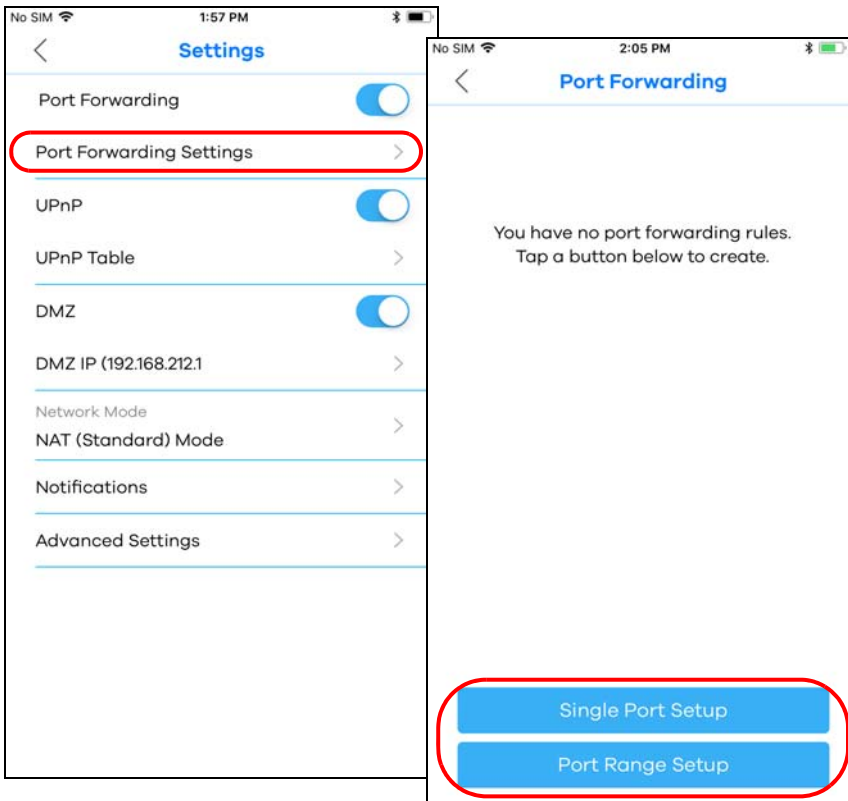 No SIM 1:57 PM
Settings
Port Forwarding
Port Forwarding Settings
UPnP
UPnP Table
DMZ
DMZ IP (192.168.212.1
Network Mode
NAT (Standard) Mode
Notifications
Advanced Settings
No SIM 2:05 PM
Port Forwarding
You have no port forwarding rules.
Tap a button below to create.
Single Port Setup
Port Range Setup